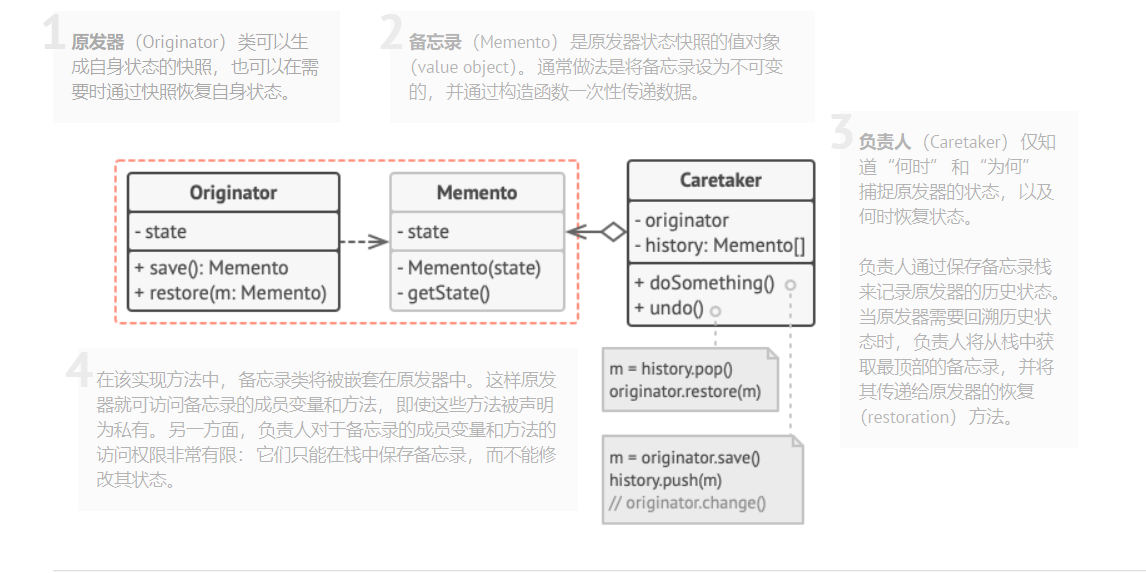 1
原发器（Originator）类可以生
成自身状态的快照，也可以在需
要时通过快照恢复自身状态。
2
备忘录（Memento）是原发器状态快照的值对象
（value object）。通常做法是将备忘录设为不可变
的，并通过构造函数一次性传递数据。
3
负责人（Caretaker）仅知
道“何时”和“为何”
捕捉原发器的状态，以及
何时恢复状态。
负责人通过保存备忘录栈
来记录原发器的历史状态。
当原发器需要回溯历史状
态时，负责人将从栈中获
取最顶部的备忘录，并将
其传递给原发器的恢复
（restoration）方法。
Originator
- state
+ save(): Memento
+ restore(m: Memento)
Memento
- state
- Memento(state)
- getState()
Caretaker
- originator
- history: Memento[]
+ doSomething()
+ undo()
m = history.pop()
originator.restore(m)
m = originator.save()
history.push(m)
// originator.change()
4
在该实现方法中，备忘录类将被嵌套在原发器中。这样原发
器就可访问备忘录的成员变量和方法，即使这些方法被声明
为私有。另一方面，负责人对于备忘录的成员变量和方法的
访问权限非常有限：它们只能在栈中保存备忘录，而不能修
改其状态。